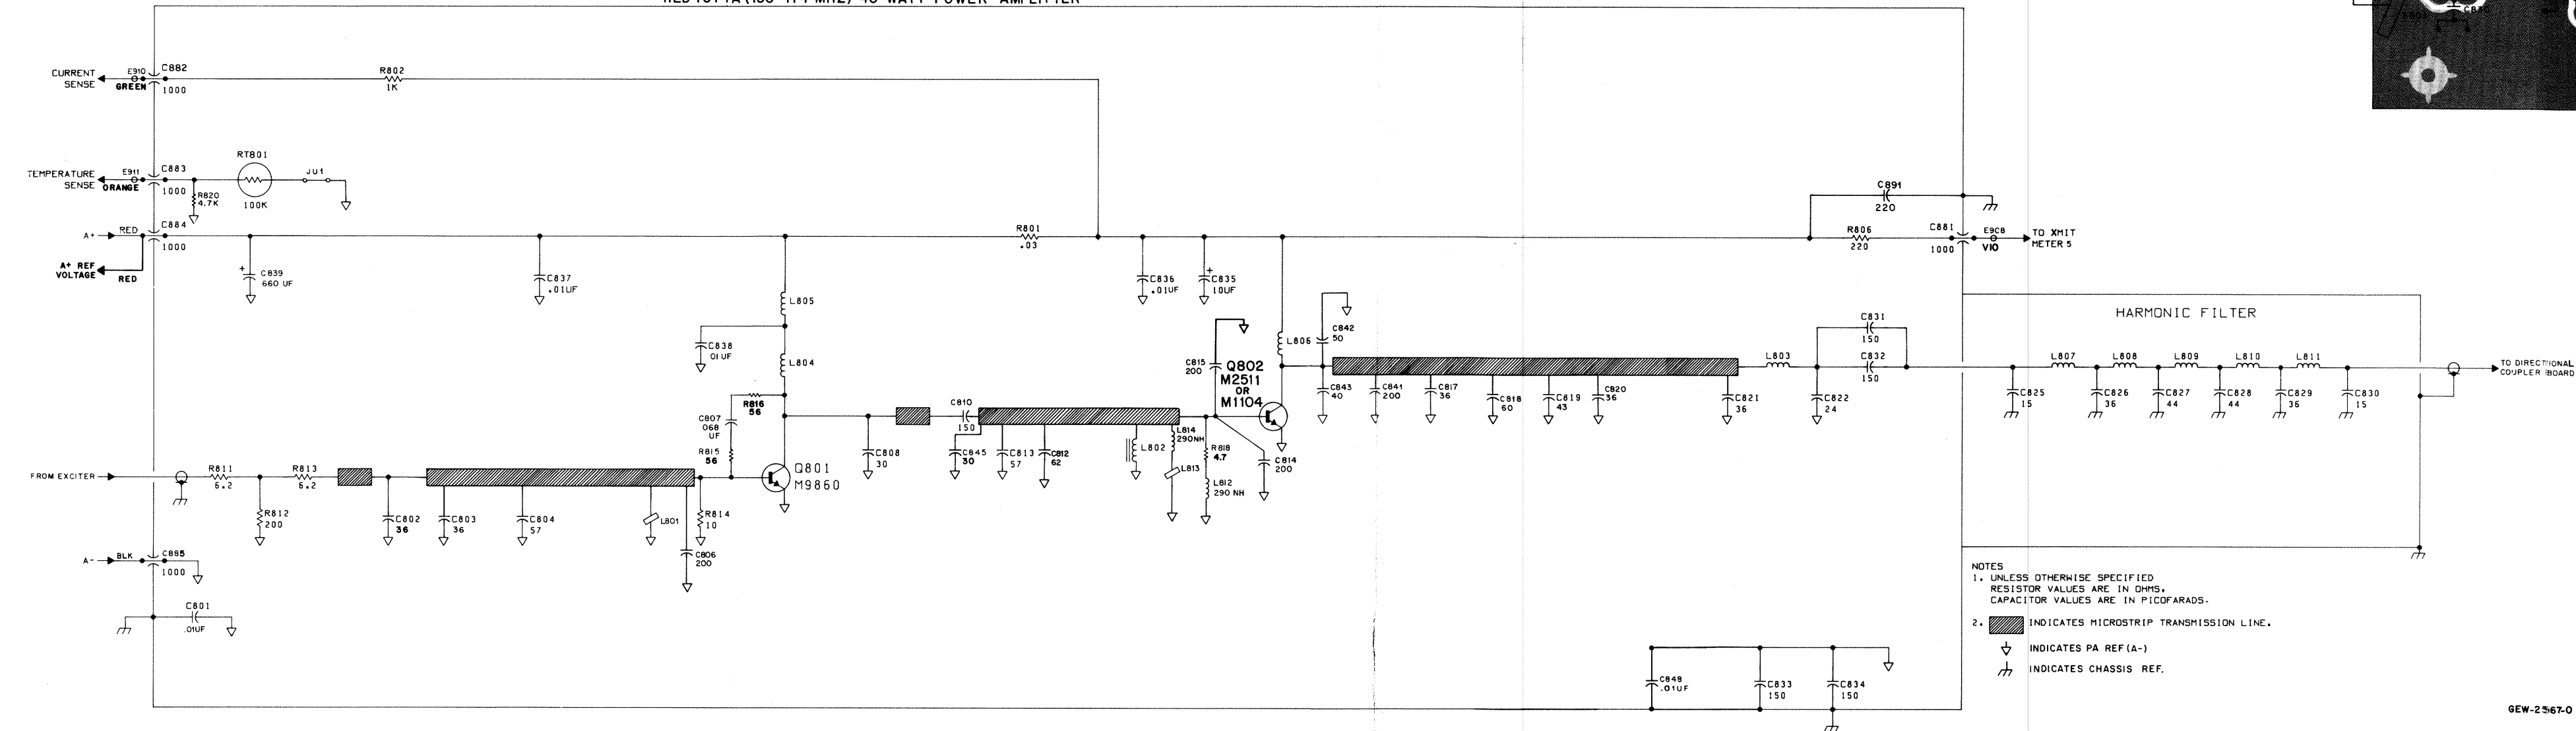 CURRENT
SENSE
E910
GREEN
C882
1000
R802
1K
TEMPERATURE
SENSE
E911
ORANGE
C883
1000
R820
4.7K
RT801
100K
JU1
A+
RED
C884
1000
A+ REF
VOLTAGE
RED
C839
660 UF
+
C837
.01UF
L805
C838
01 UF
L804
R801
.03
C836
.01UF
+
C835
10UF
C891
220
R806
220
C881
1000
E9C8
VIO
TO XMIT
METER 5
C815
200
Q802
M2511
OR
M1104
L806
C842
50
C843
40
C841
200
C817
36
C818
60
C819
43
C820
36
C821
36
L803
C831
150
C832
150
C822
24
HARMONIC FILTER
L807
L808
L809
L810
L811
C825
15
C826
36
C827
44
C828
44
C829
36
C830
15
TO DIRECTIONAL
COUPLER BOARD
R816
56
C807
068
UF
R815
56
Q801
M9860
C808
30
C810
150
C845
30
C813
57
C812
62
L802
L814
290NH
L813
R818
4.7
L812
290 NH
C814
200
FROM EXCITER
R811
6.2
R813
6.2
R812
200
C802
36
C803
36
C804
57
L801
R814
10
C806
200
A-
BLK
C885
1000
C801
.01UF
C848
.01UF
C833
150
C834
150
NOTES
1. UNLESS OTHERWISE SPECIFIED
RESISTOR VALUES ARE IN OHMS.
CAPACITOR VALUES ARE IN PICOFARADS.
2. INDICATES MICROSTRIP TRANSMISSION LINE.
INDICATES PA REF (A-)
INDICATES CHASSIS REF.